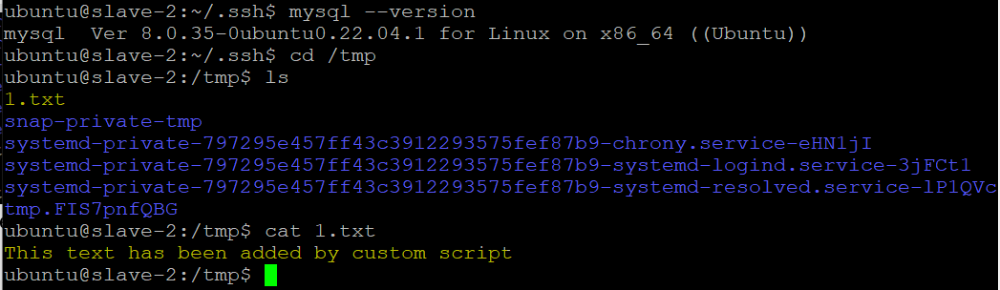 ubuntu@slave-2:~/.ssh$ mysql --version
mysql  Ver 8.0.35-0ubuntu0.22.04.1 for Linux on x86_64 ((Ubuntu))
ubuntu@slave-2:~/.ssh$ cd /tmp
ubuntu@slave-2:/tmp$ ls
1.txt
snap-private-tmp
systemd-private-797295e457ff43c3912293575fef87b9-chrony.service-eHN1jI
systemd-private-797295e457ff43c3912293575fef87b9-systemd-logind.service-3jFCt1
systemd-private-797295e457ff43c3912293575fef87b9-systemd-resolved.service-lP1QVc
tmp.FIS7pnfQBG
ubuntu@slave-2:/tmp$ cat 1.txt
This text has been added by custom script
ubuntu@slave-2:/tmp$